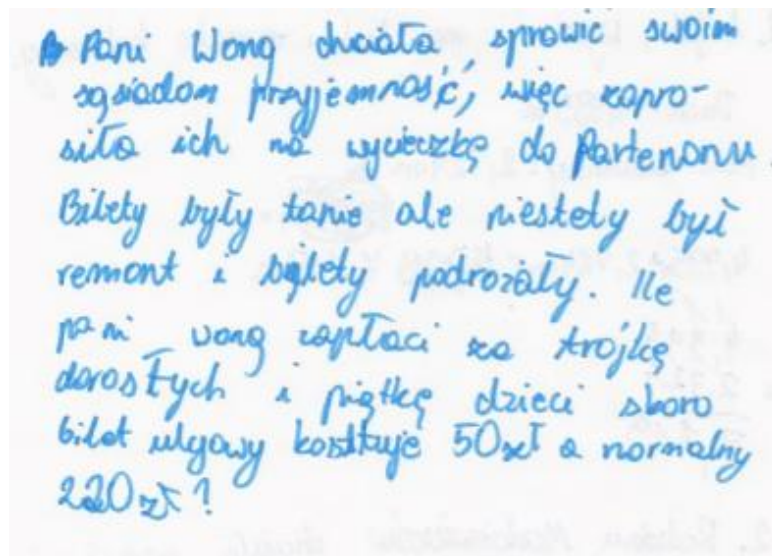 Pani Wong chciała sprawic swoim
sąsiadom przyjemność, więc zapro-
siła ich na wycieczkę do Partenonu.
Bilety były tanie ale niestety był
remont i bilety podrożały. Ile
pani wong zapłaci za trójkę
dorosłych i piątkę dzieci skoro
bilet ulgowy kosztuje 50zł a normalny
220zł?